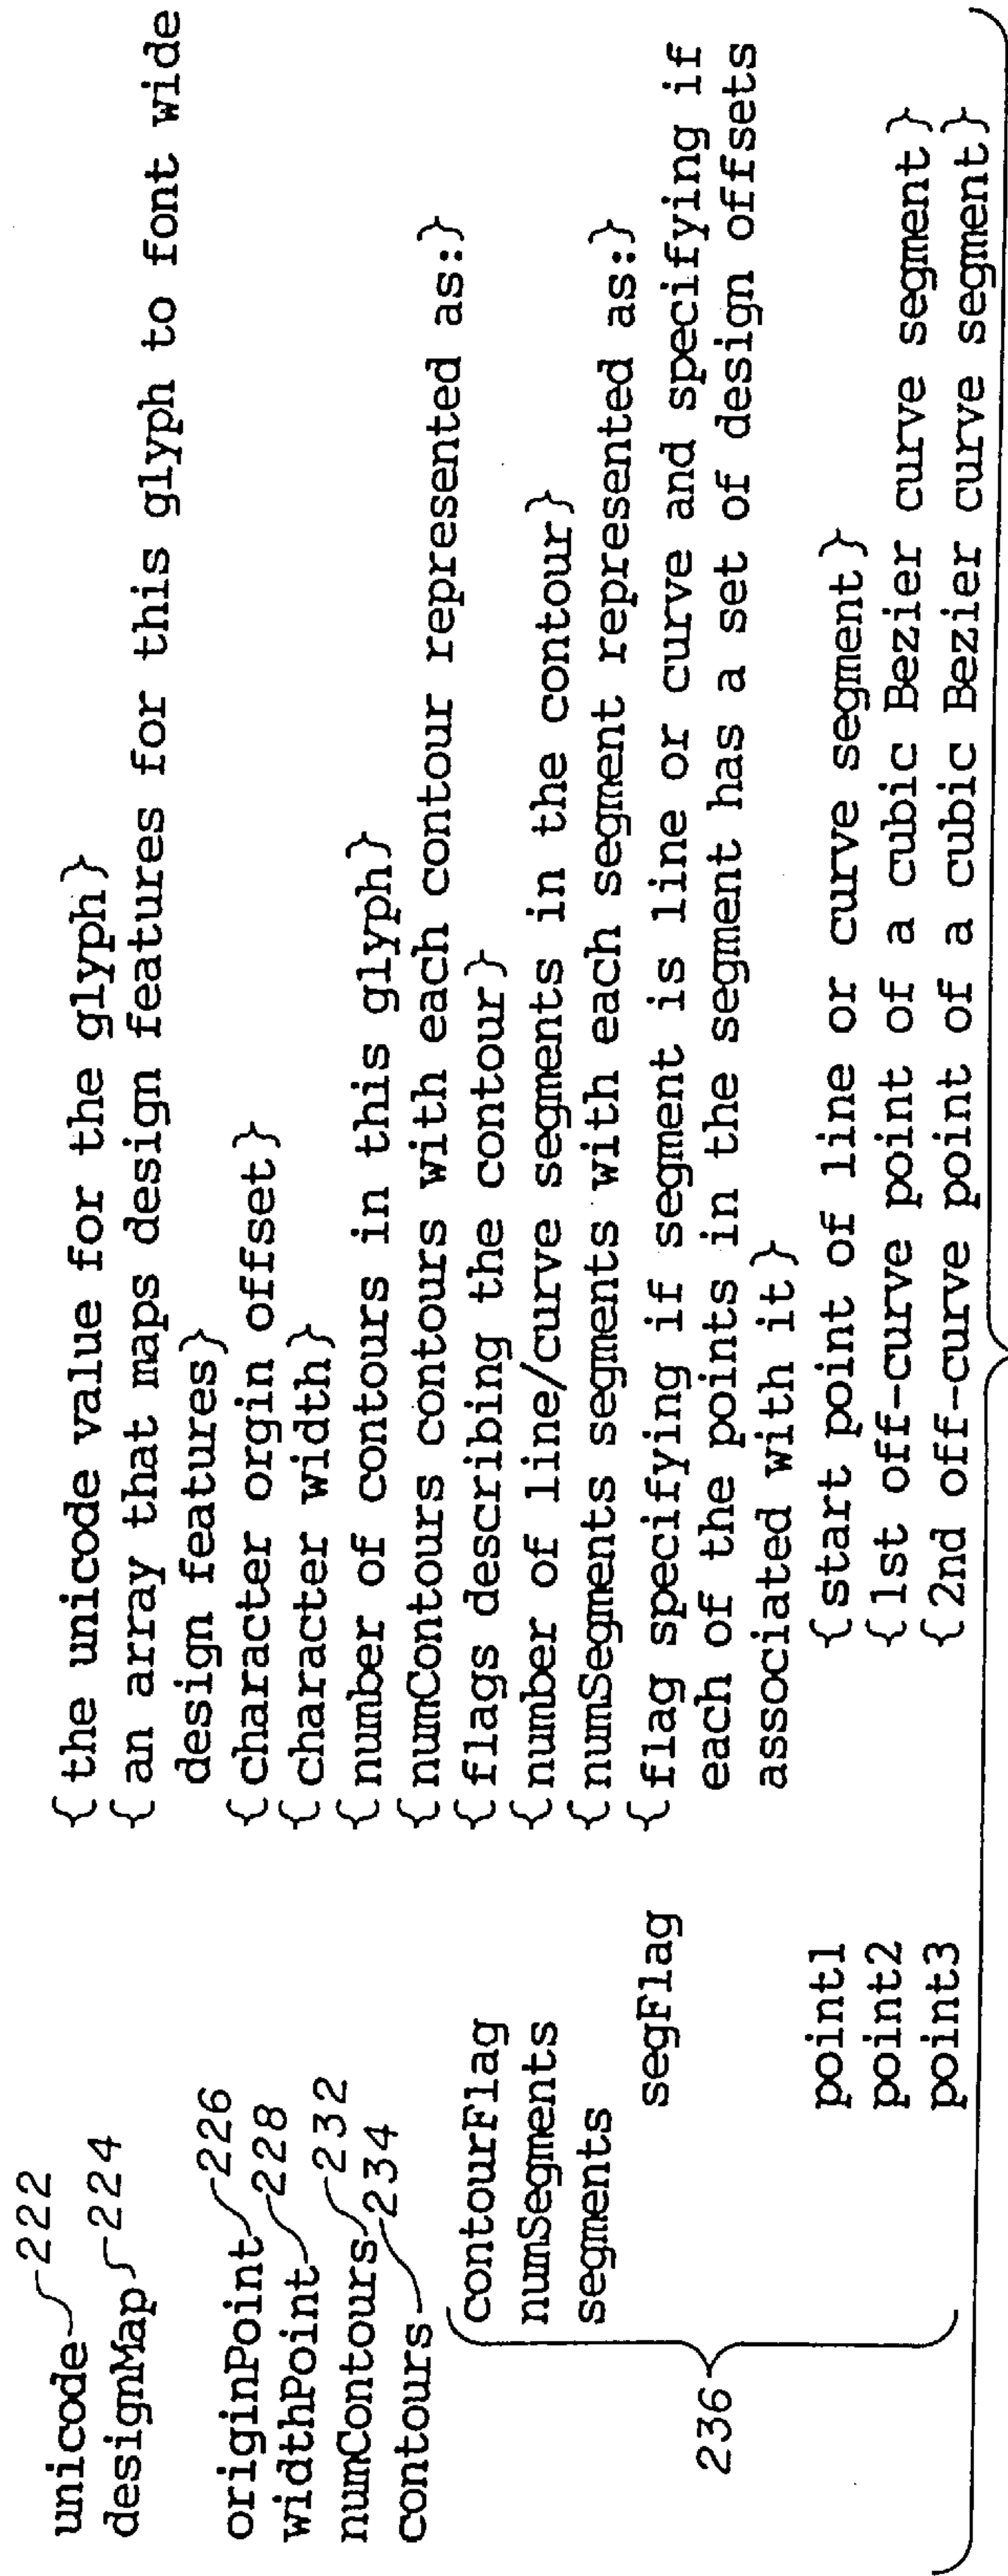 unicode 222 { the unicode value for the glyph}
designMap 224 { an array that maps design features for this glyph to font wide
design features}
originPoint 226 {character orgin offset}
widthPoint 228 {character width}
numContours 232 {number of contours in this glyph}
contours 234 {numContours contours with each contour represented as:}
contourFlag {flags describing the contour}
numSegments {number of line/curve segments in the contour}
segments {numSegments segments with each segment represented as:}
segFlag {flag specifying if segment is line or curve and specifying if
each of the points in the segment has a set of design offsets
associated with it}
point1 {start point of line or curve segment}
point2 {1st off-curve point of a cubic Bezier curve segment}
point3 {2nd off-curve point of a cubic Bezier curve segment}
236